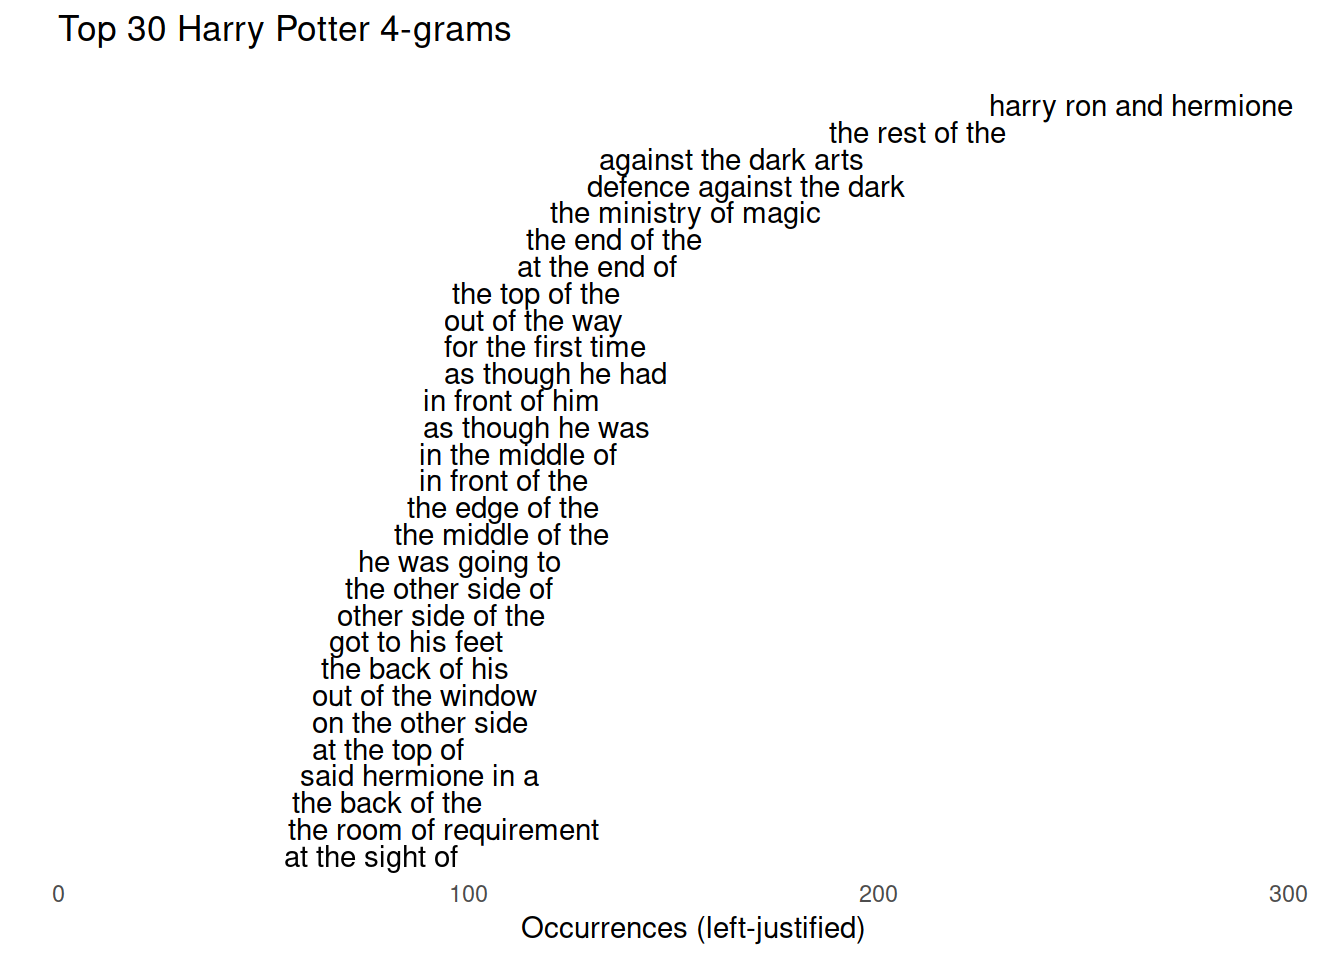 Top 30 Harry Potter 4-grams
harry ron and hermione
the rest of the
against the dark arts
defence against the dark
the ministry of magic
the end of the
at the end of
the top of the
out of the way
for the first time
as though he had
in front of him
as though he was
in the middle of
in front of the
the edge of the
the middle of the
he was going to
the other side of
other side of the
got to his feet
the back of his
out of the window
on the other side
at the top of
said hermione in a
the back of the
the room of requirement
at the sight of
0 100 200 300
Occurrences (left-justified)